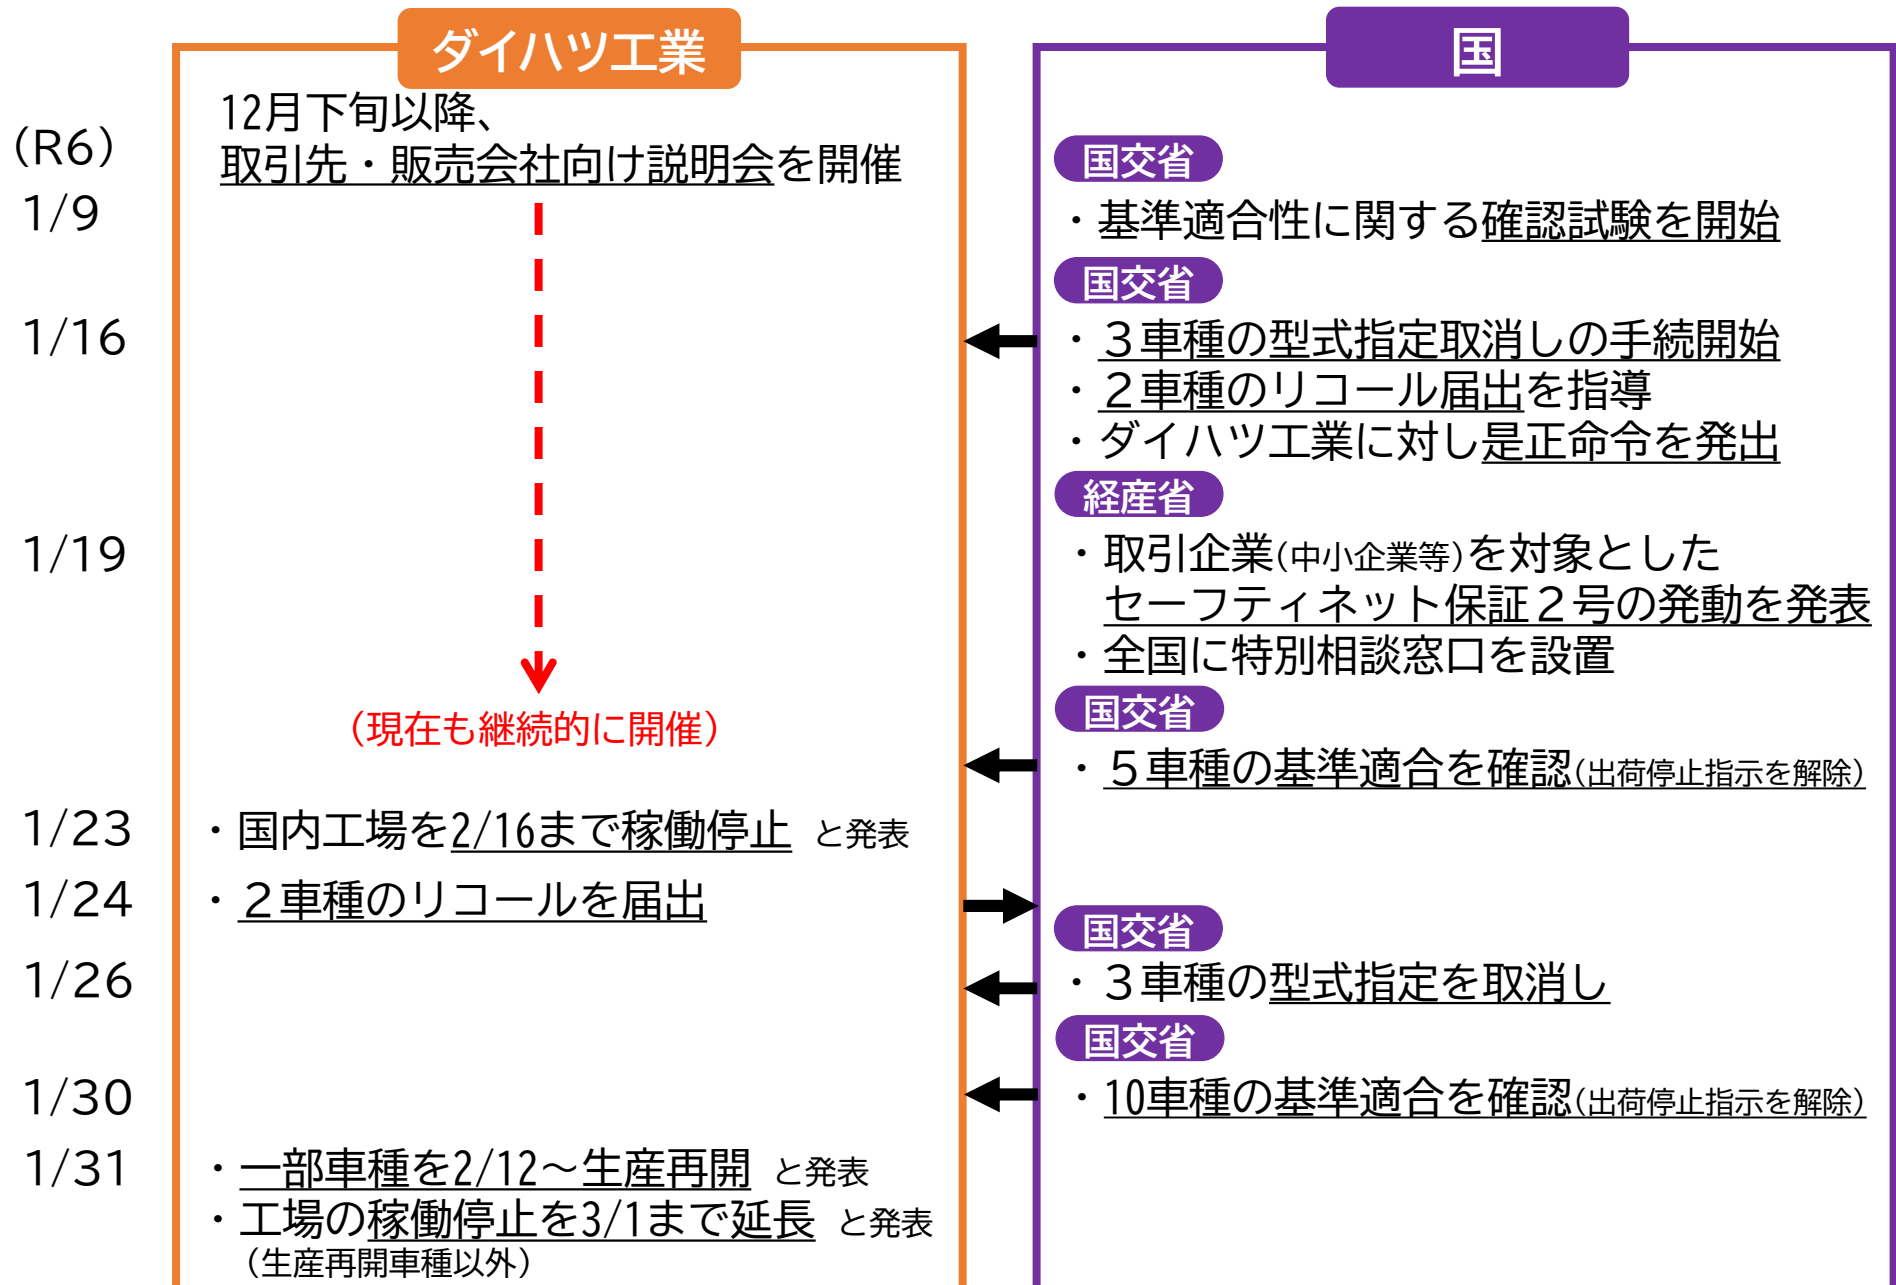 ダイハツ工業
国
(R6)
12月下旬以降、
取引先・販売会社向け説明会を開催
国交省
1/9
・基準適合性に関する確認試験を開始
国交省
1/16
・３車種の型式指定取消しの手続開始
・２車種のリコール届出を指導
・ダイハツ工業に対し是正命令を発出
経産省
1/19
・取引企業(中小企業等)を対象とした
セーフティネット保証２号の発動を発表
・全国に特別相談窓口を設置
国交省
(現在も継続的に開催)
・５車種の基準適合を確認(出荷停止指示を解除)
1/23
・国内工場を2/16まで稼働停止 と発表
1/24
・２車種のリコールを届出
国交省
1/26
・３車種の型式指定を取消し
国交省
1/30
・10車種の基準適合を確認(出荷停止指示を解除)
1/31
・一部車種を2/12～生産再開 と発表
・工場の稼働停止を3/1まで延長 と発表
(生産再開車種以外)